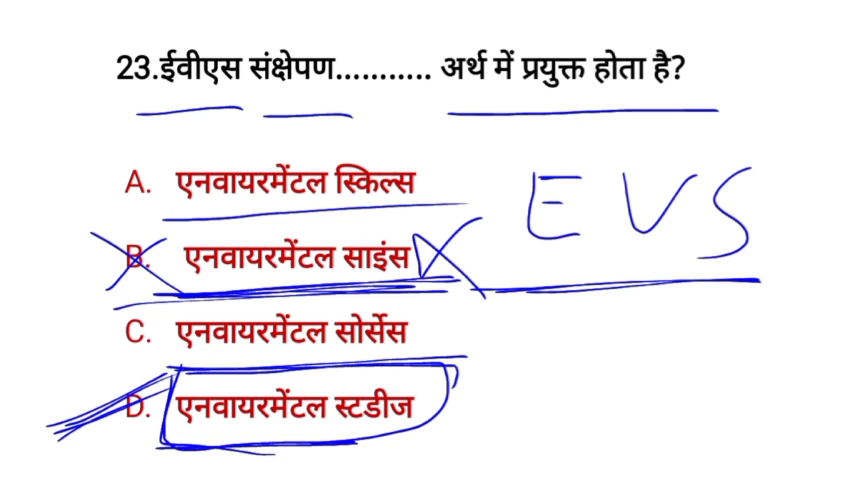 23.ईवीएस संक्षेपण........... अर्थ में प्रयुक्त होता है?
A. एनवायरमेंटल स्किल्स
EVS
B. एनवायरमेंटल साइंस
C. एनवायरमेंटल सोर्सेस
D. एनवायरमेंटल स्टडीज